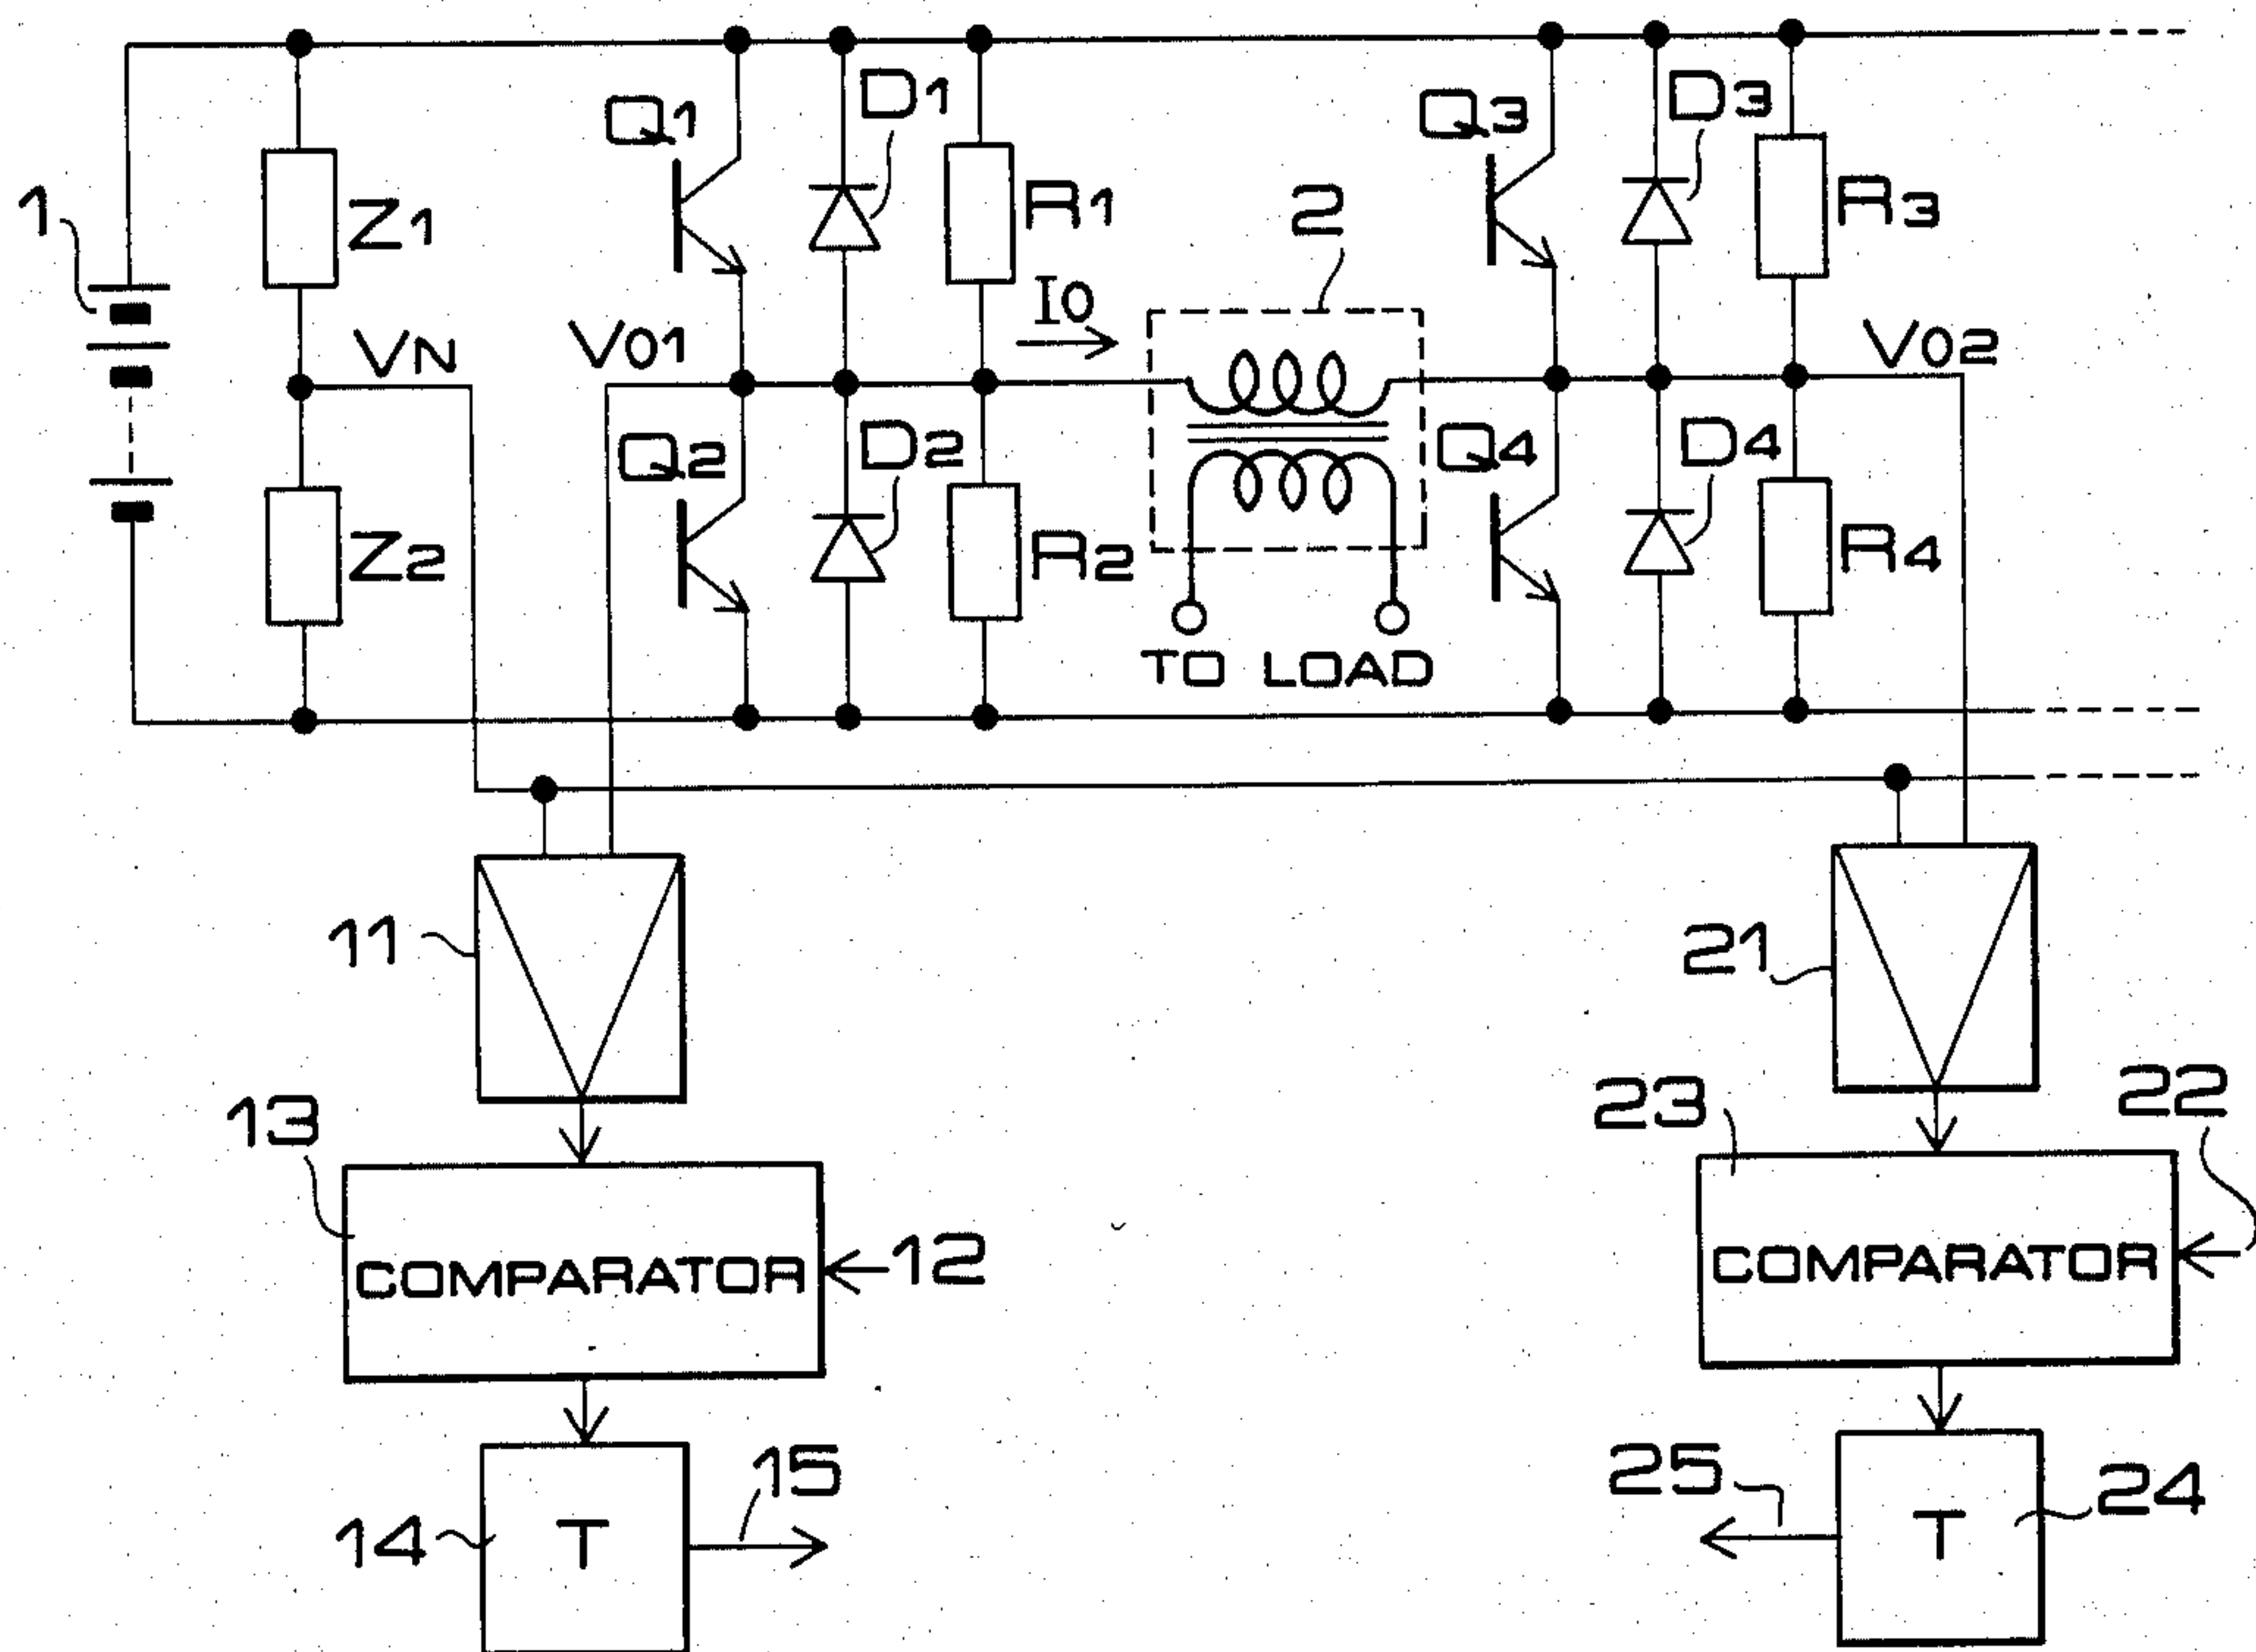 Q1 D1 Q3 D3
1 Z1 R1 2 R3
VN V01 I0 V02
Q2 D2 Q4 D4
Z2 R2 R4
TO LOAD
11 21
13 23 22
COMPARATOR 12 COMPARATOR
15 25
14 T T 24